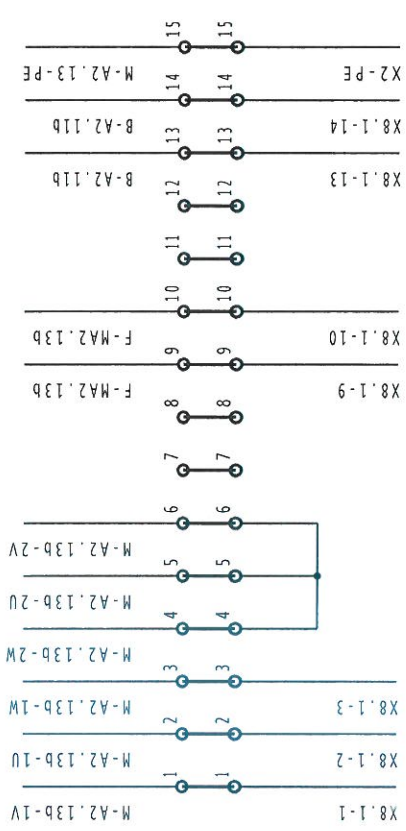 X8.1-1 M-A2.13b-1V
1 1
X8.1-2 M-A2.13b-1U
2 2
X8.1-3 M-A2.13b-1W
3 3
M-A2.13b-2W
4 4
M-A2.13b-2U
5 5
M-A2.13b-2V
6 6
7 7
8 8
X8.1-9 F-MA2.13b
9 9
X8.1-10 F-MA2.13b
10 10
11 11
12 12
X8.1-13 B-A2.11b
13 13
X8.1-14 B-A2.11b
14 14
X2-PE M-A2.13-PE
15 15